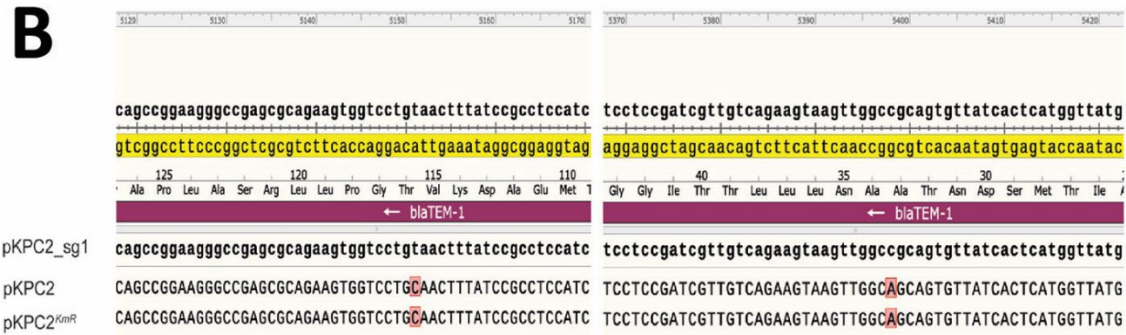 B
5120 5130 5140 5150 5160 5170 5370 5380 5390 5400 5410 5420
cagccggaagggccgagcgcagaagtggtcctgtaactttatccgcctccatc tcctccgatcgttgtcagaagtaagttggccgcagtgttatcactcatggttatg
gtcggccttcccggctcgcgtcttcaccaggacattgaaataggcggaggtag aggaggctagcaacagtcttcattcaaccggcgtcacaatagtgagtaccaatac
125 120 115 110 40 35 30
Ala Pro Leu Ala Ser Arg Leu Leu Pro Gly Thr Val Lys Asp Ala Glu Met Gly Gly Ile Thr Thr Leu Leu Leu Asn Ala Ala Thr Asn Asp Ser Met Thr Ile
← blaTEM-1 ← blaTEM-1
pKPC2_sg1 cagccggaagggccgagcgcagaagtggtcctgtaactttatccgcctccatc tcctccgatcgttgtcagaagtaagttggccgcagtgttatcactcatggttatg
pKPC2 CAGCCGGAAGGGCCGAGCGCAGAAGTGGTCCTGCAACTTTATCCGCCTCCATC TCCTCCGATCGTTGTCAGAAGTAAGTTGGCAGCAGTGTTATCACTCATGGTTATG
pKPC2KmR CAGCCGGAAGGGCCGAGCGCAGAAGTGGTCCTGCAACTTTATCCGCCTCCATC TCCTCCGATCGTTGTCAGAAGTAAGTTGGCAGCAGTGTTATCACTCATGGTTATG